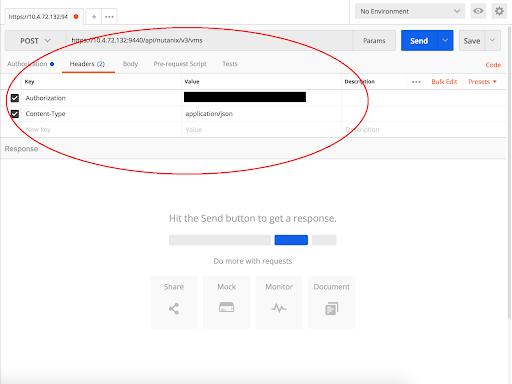 https://10.4.72.132:94
No Environment
POST
https://10.4.72.132:9440/api/nutanix/v3/vms
Params
Send
Save
Authorization
Headers (2)
Body
Pre-request Script
Tests
Code
Key
Value
Description
Bulk Edit
Presets
Authorization
Content-Type
application/json
New key
Value
Description
Response
Hit the Send button to get a response.
Do more with requests
Share
Mock
Monitor
Document